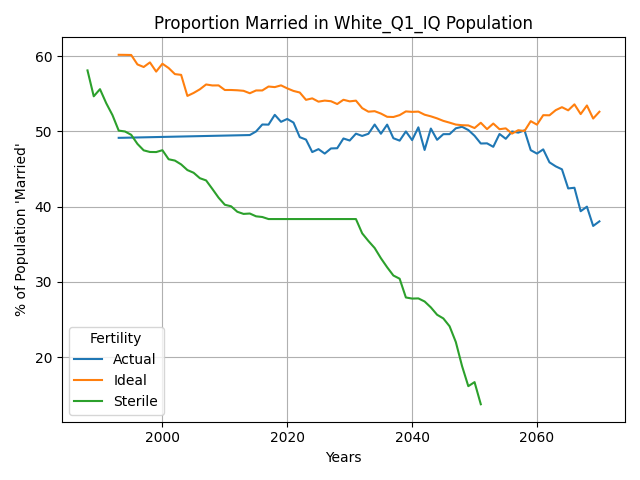 Proportion Married in White_Q1_IQ Population
% of Population 'Married'
60
50
40
30
20
Fertility
Actual
Ideal
Sterile
2000
2020
2040
2060
Years